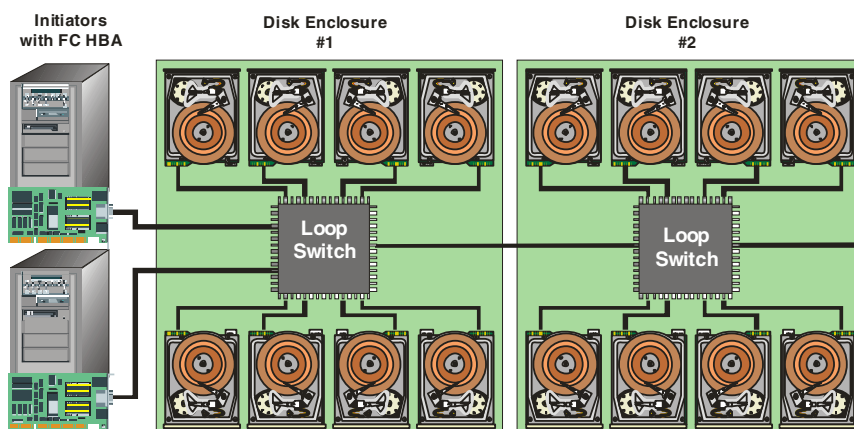 Initiators
with FC HBA
Disk Enclosure
#1
Disk Enclosure
#2
Loop
Switch
Loop
Switch